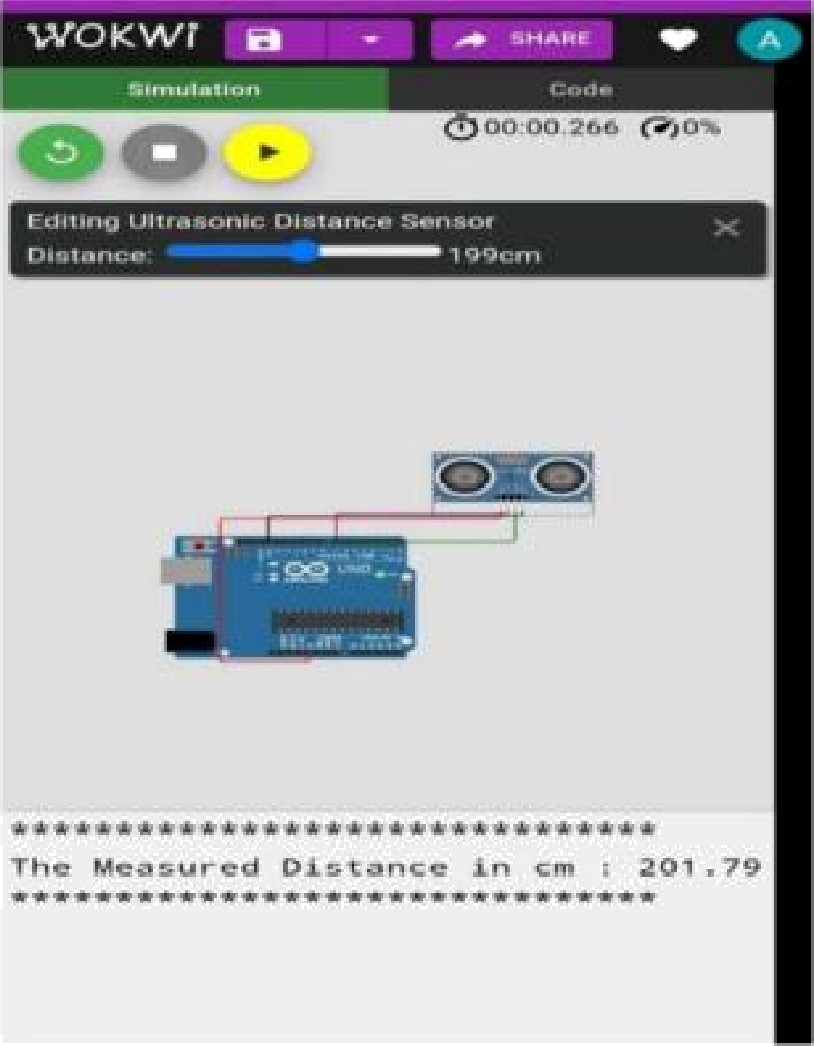 WOKWI SHARE A
Simulation Code
00:00.266 0%
Editing Ultrasonic Distance Sensor
Distance: 199cm
UNO
*******************************
The Measured Distance in cm : 201.79
*******************************